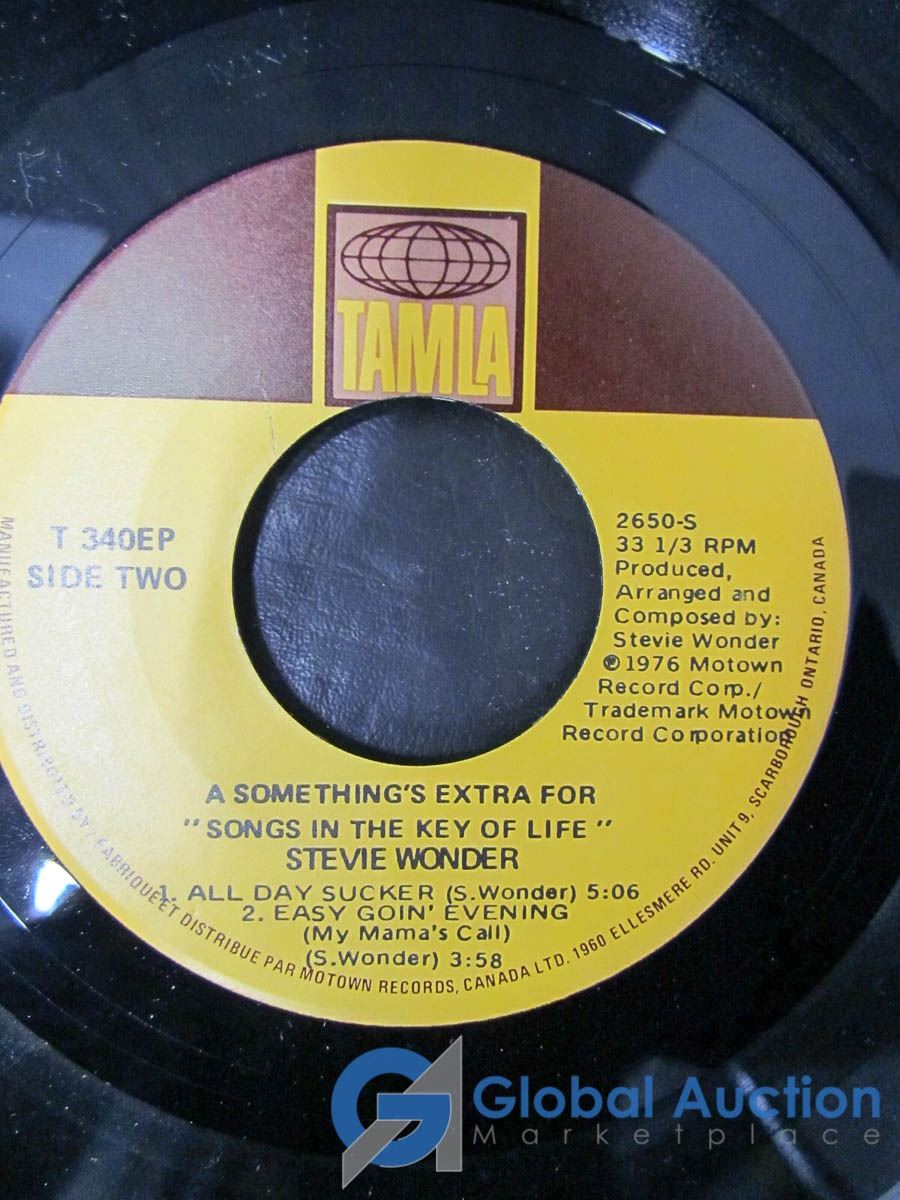 TAMLA
T 340EP
SIDE TWO
2650-S
33 1/3 RPM
Produced,
Arranged and
Composed by:
Stevie Wonder
℗ 1976 Motown
Record Corp./
Trademark Motown
Record Corporation
A SOMETHING'S EXTRA FOR
"SONGS IN THE KEY OF LIFE"
STEVIE WONDER
1. ALL DAY SUCKER (S.Wonder) 5:06
2. EASY GOIN' EVENING
(My Mama's Call)
(S.Wonder) 3:58
MANUFACTURED AND DISTRIBUTED BY / FABRIQUE ET DISTRIBUE PAR MOTOWN RECORDS, CANADA LTD. 1960 ELLESMERE RD. UNIT 9, SCARBOROUGH ONTARIO, CANADA
GA Global Auction
Marketplace